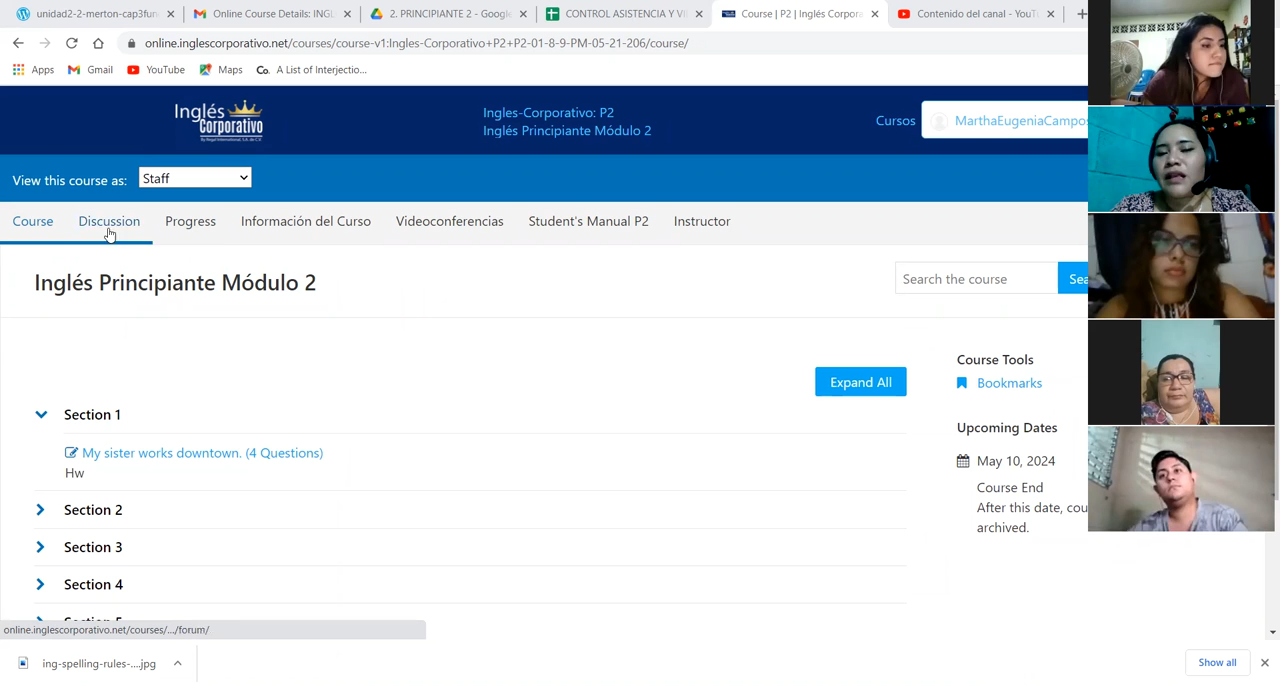 unidad2-2-merton-cap3fun
Online Course Details: INGL
2. PRINCIPIANTE 2 - Google
CONTROL ASISTENCIA Y VI
Course | P2 | Inglés Corpora
Contenido del canal - YouTu
online.inglescorporativo.net/courses/course-v1:Ingles-Corporativo+P2+P2-01-8-9-PM-05-21-206/course/
Apps
Gmail
YouTube
Maps
Co. A List of Interjectio...
Inglés
Corporativo
Ingles-Corporativo: P2
Inglés Principiante Módulo 2
Cursos
MarthaEugeniaCampos
View this course as:
Staff
Course
Discussion
Progress
Información del Curso
Videoconferencias
Student's Manual P2
Instructor
Inglés Principiante Módulo 2
Search the course
Sea
Expand All
Course Tools
Bookmarks
Section 1
My sister works downtown. (4 Questions)
Hw
Upcoming Dates
May 10, 2024
Course End
After this date, cou
archived.
Section 2
Section 3
Section 4
online.inglescorporativo.net/courses/.../forum/
ing-spelling-rules-....jpg
Show all